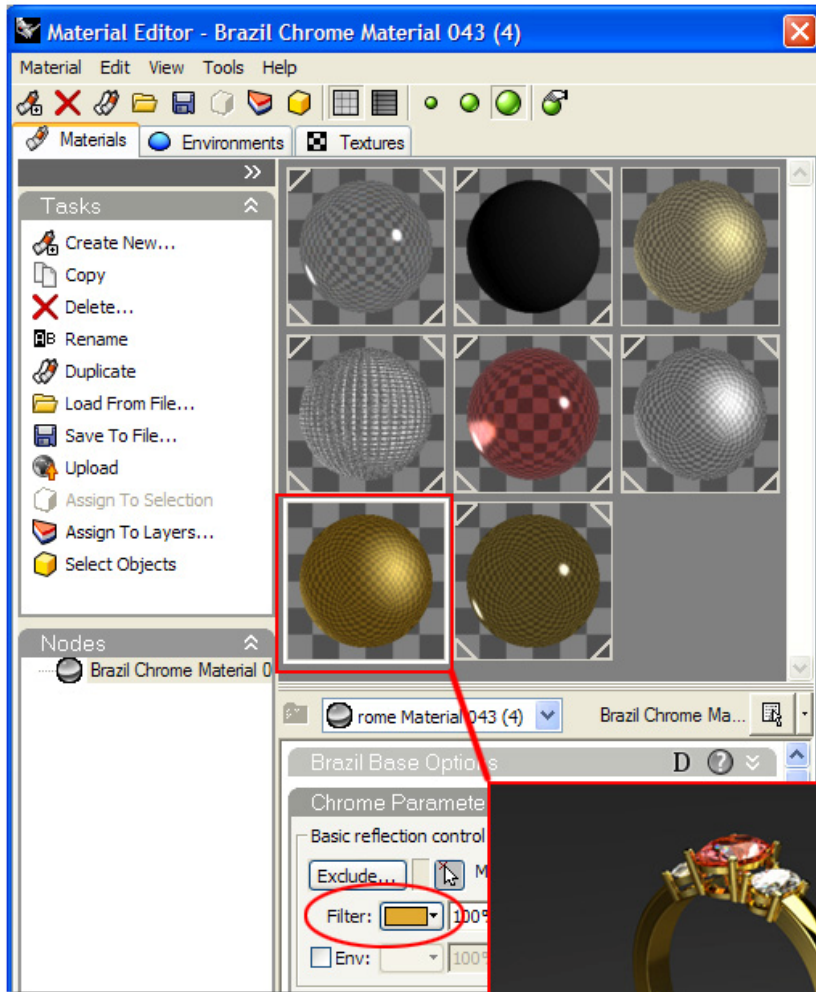 Material Editor - Brazil Chrome Material 043 (4)
Material Edit View Tools Help
Materials Environments Textures
Tasks
Create New...
Copy
Delete...
Rename
Duplicate
Load From File...
Save To File...
Upload
Assign To Selection
Assign To Layers...
Select Objects
Nodes
Brazil Chrome Material 0
rome Material 043 (4) Brazil Chrome Ma...
Brazil Base Options D ?
Chrome Paramete
Basic reflection control
Exclude... M
Filter: 100%
Env: 100%